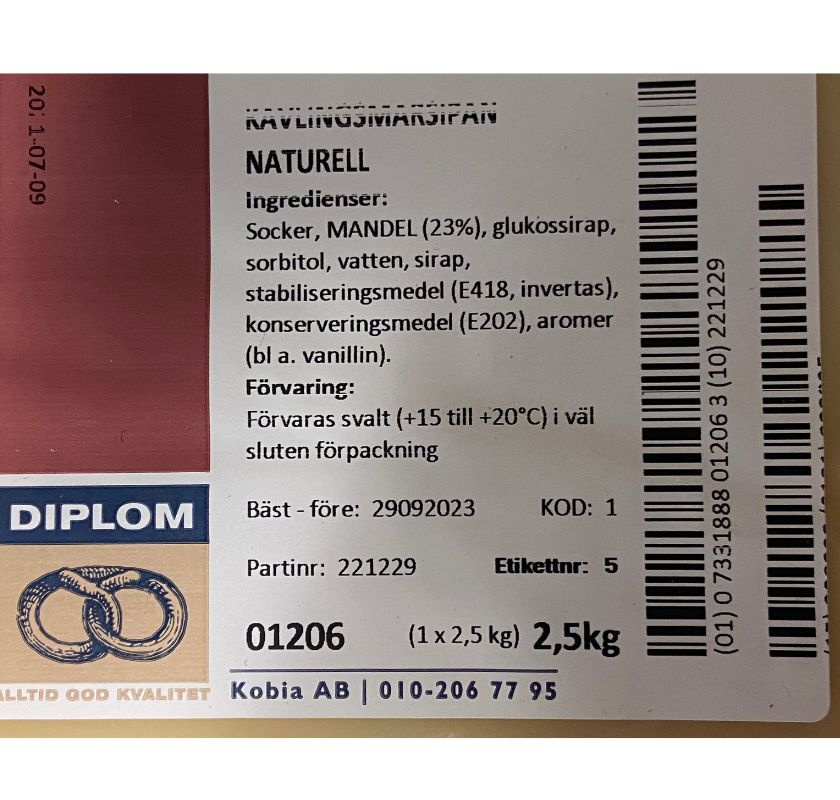 KAVLINGSMARSIPAN
NATURELL
Ingredienser:
Socker, MANDEL (23%), glukossirap,
sorbitol, vatten, sirap,
stabiliseringsmedel (E418, invertas),
konserveringsmedel (E202), aromer
(bl a. vanillin).
Förvaring:
Förvaras svalt (+15 till +20°C) i väl
sluten förpackning
Bäst - före: 29092023 KOD: 1
Partinr: 221229 Etikettnr: 5
01206 (1 x 2,5 kg) 2,5kg
Kobia AB | 010-206 77 95
DIPLOM
ALLTID GOD KVALITET
1-07-09
(01) 0 7331888 01206 3 (10) 221229